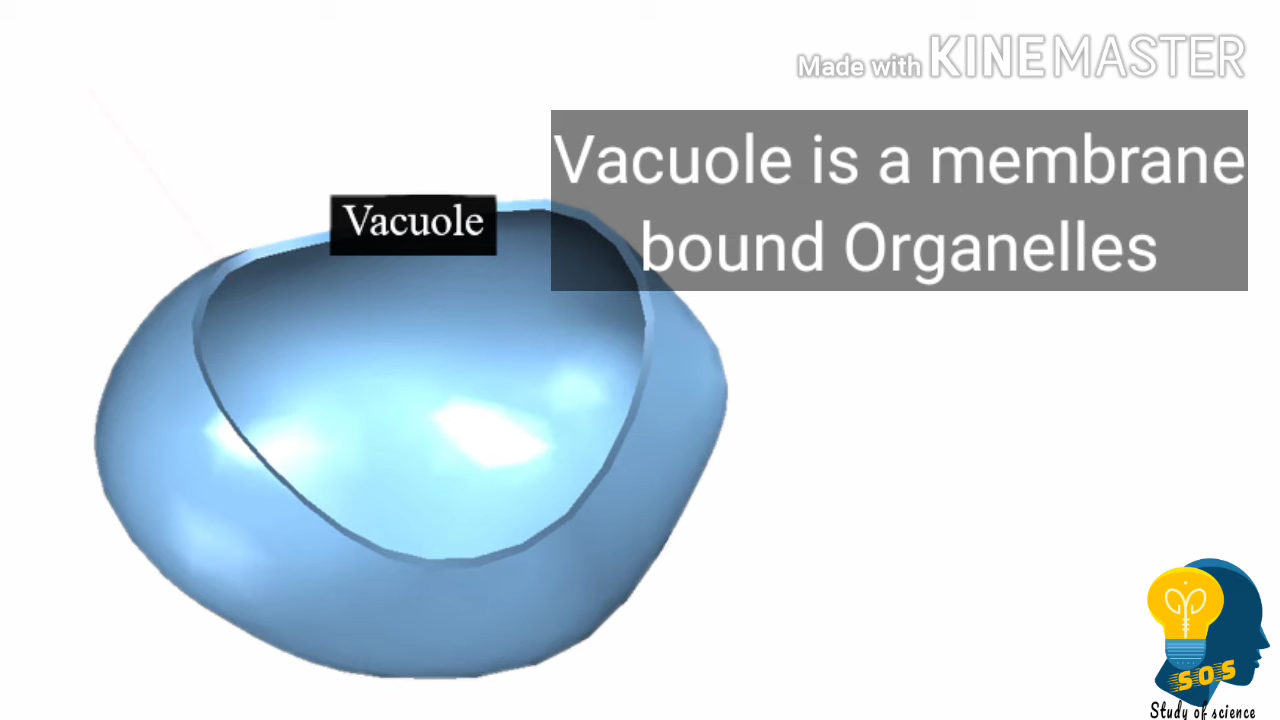 Made with KINEMASTER
Vacuole is a membrane
bound Organelles
Vacuole
SOS
Study of science